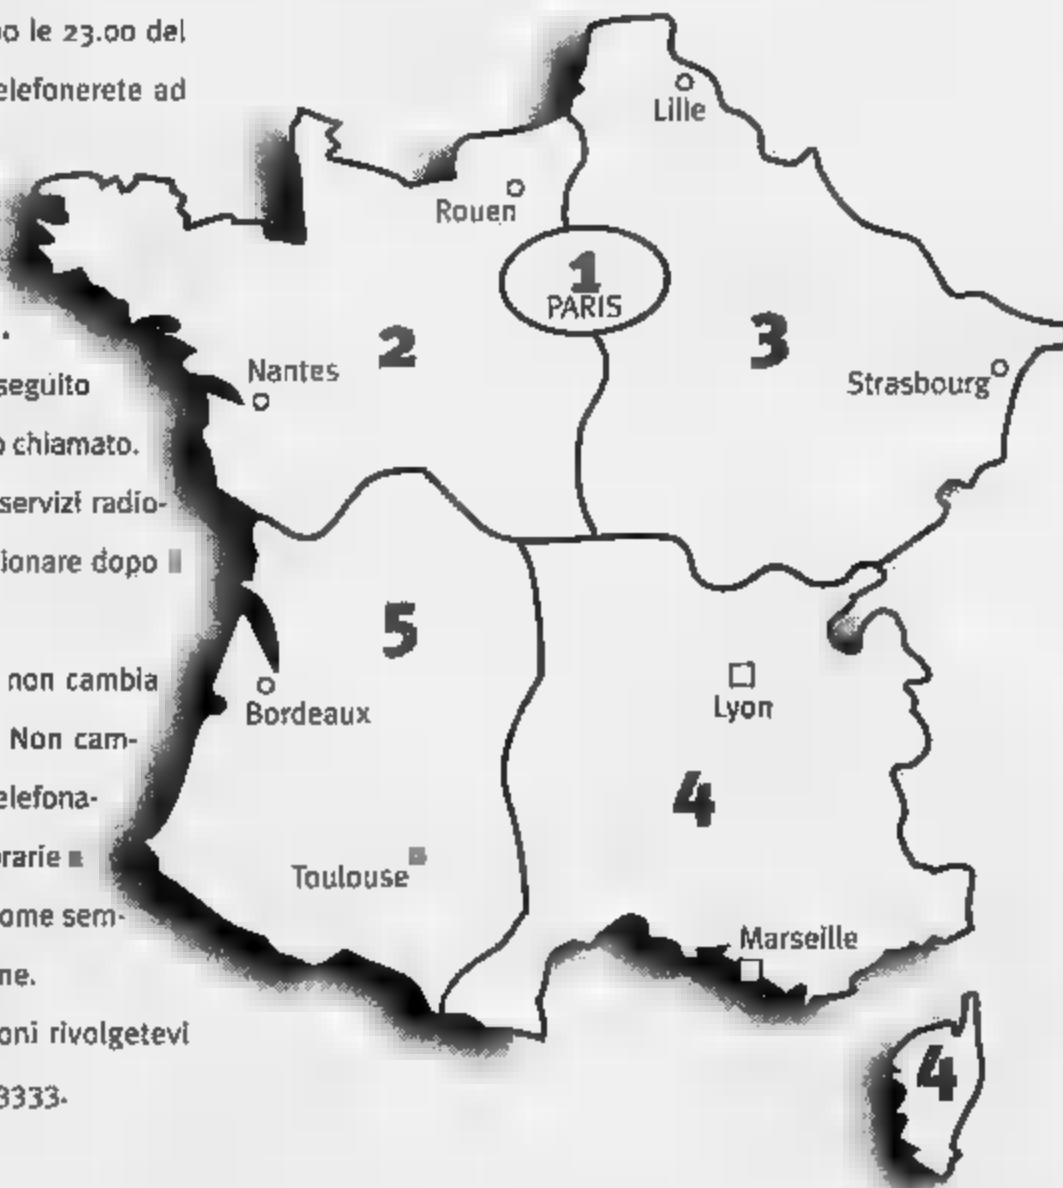 le 23.00 del
elefonerete ad
.
seguito
chiamato.
servizi radio-
ionare dopo il
non cambia
Non cam-
elefona-
rarie e
ome sem-
ne.
oni rivolgetevi
3333.
Lille
Rouen
1
PARIS
2
3
Nantes
Strasbourg
5
Bordeaux
Lyon
4
Toulouse
Marseille
4